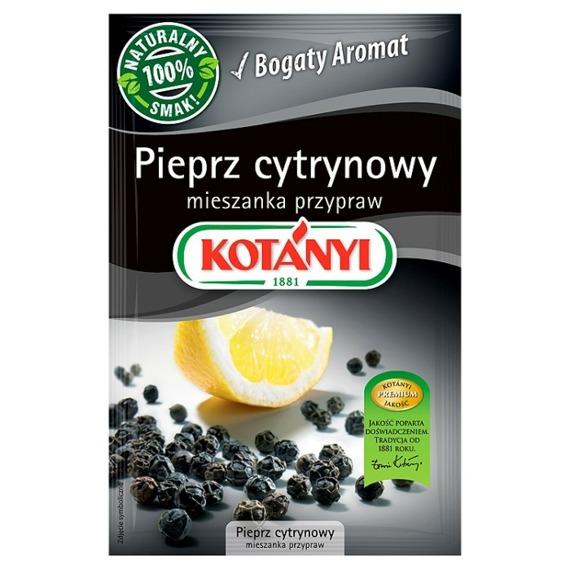 NATURALNY
100%
SMAK!
Bogaty Aromat
Pieprz cytrynowy
mieszanka przypraw
KOTÁNYI
1881
KOTÁNYI
PREMIUM
JAKOŚĆ
JAKOŚĆ POPARTA
DOŚWIADCZENIEM.
TRADYCJA OD
1881 ROKU.
Zdjęcie symboliczne
Pieprz cytrynowy
mieszanka przypraw